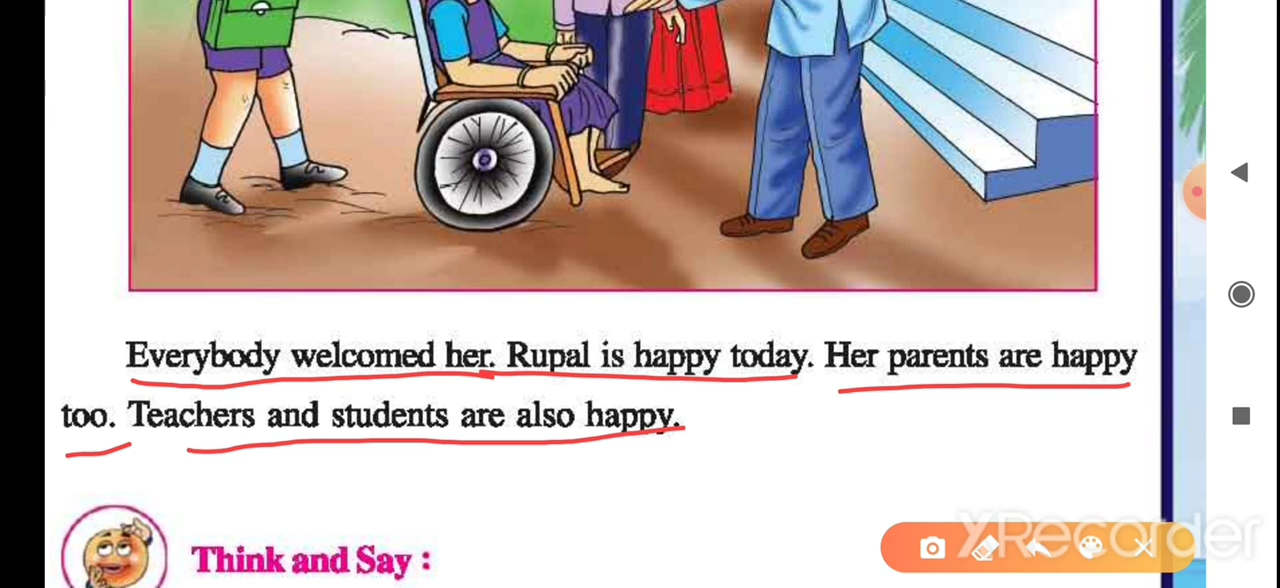 Everybody welcomed her. Rupal is happy today. Her parents are happy
too. Teachers and students are also happy.
Think and Say :
XRecorder